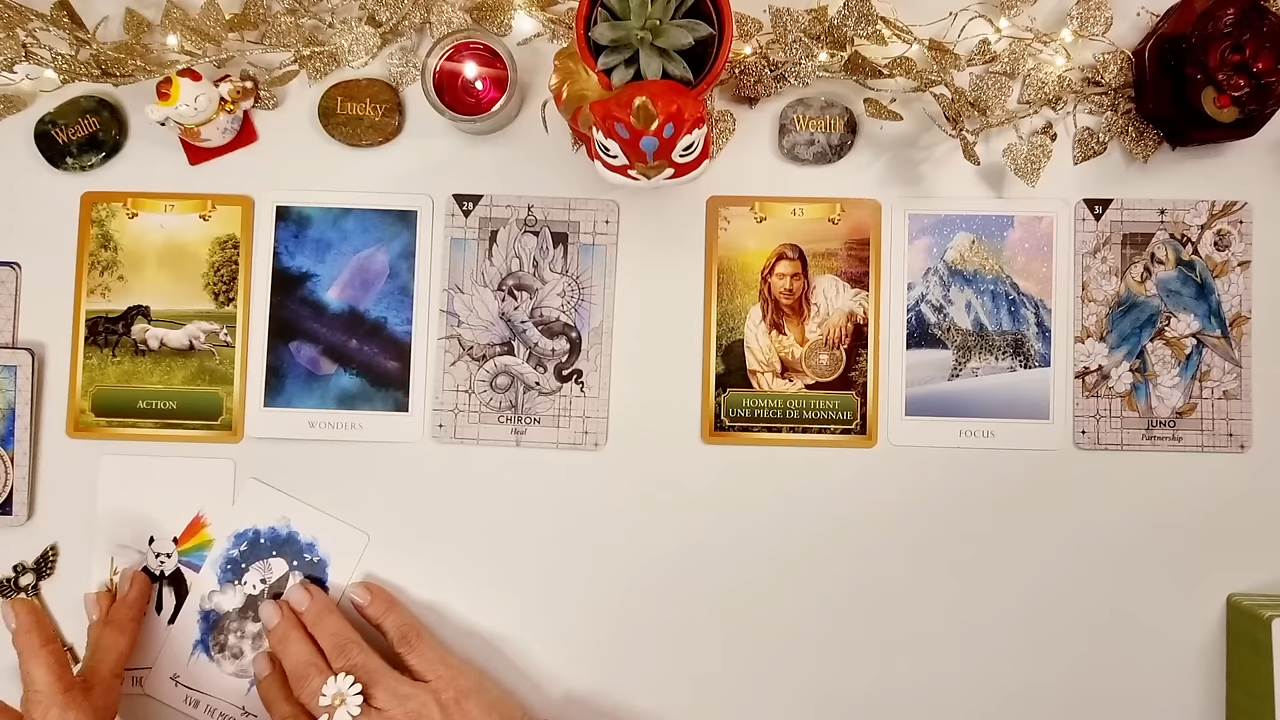 Wealth
Lucky
Wealth
17
ACTION
WONDERS
28
CHIRON
Heal
43
HOMME QUI TIENT
UNE PIÈCE DE MONNAIE
FOCUS
31
JUNO
Partnership
XVIII THE